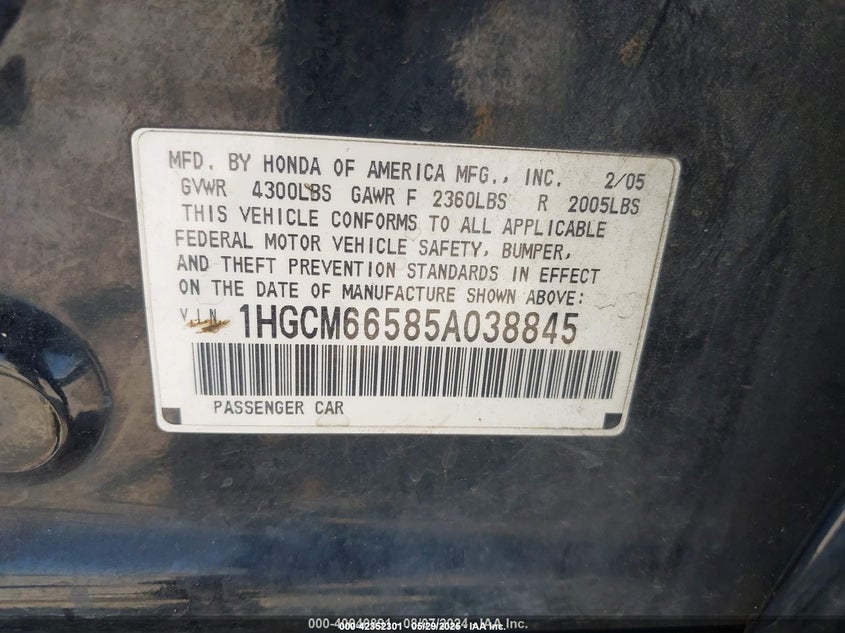 MFD. BY HONDA OF AMERICA MFG., INC. 2/05
GVWR 4300LBS GAWR F 2360LBS R 2005LBS
THIS VEHICLE CONFORMS TO ALL APPLICABLE
FEDERAL MOTOR VEHICLE SAFETY, BUMPER,
AND THEFT PREVENTION STANDARDS IN EFFECT
ON THE DATE OF MANUFACTURE SHOWN ABOVE:
V.I.N. 1HGCM66585A038845
PASSENGER CAR
IAA Inc.